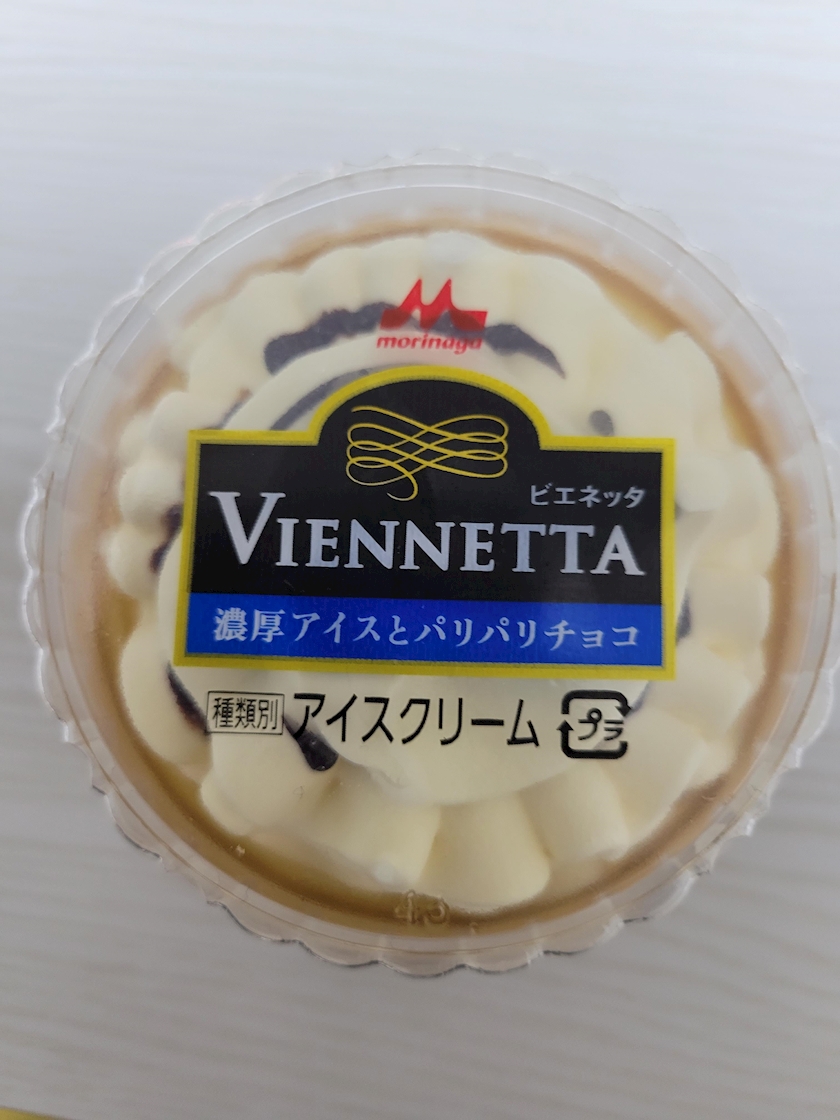 morinaga
ビエネッタ
VIENNETTA
濃厚アイスとパリパリチョコ
種類別 アイスクリーム プラ